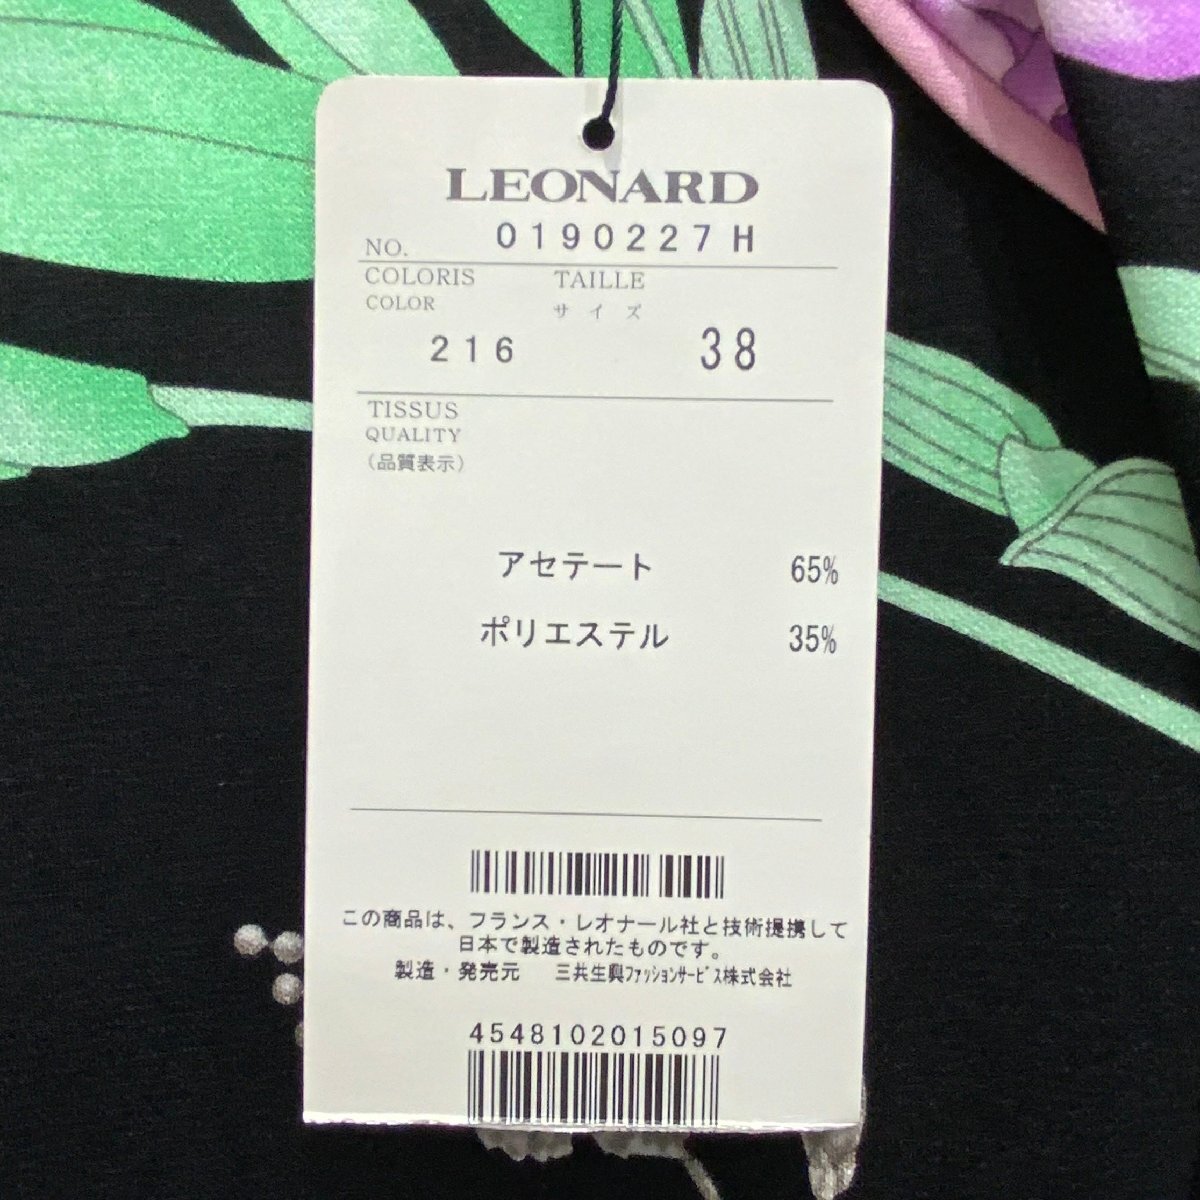 LEONARD
NO. 0190227H
COLORIS TAILLE
COLOR サイズ
216 38
TISSUS
QUALITY
(品質表示)
アセテート 65%
ポリエステル 35%
この商品は、フランス・レオナール社と技術提携して
日本で製造されたものです。
製造・発売元 三共生興ファッションサービス株式会社
4548102015097